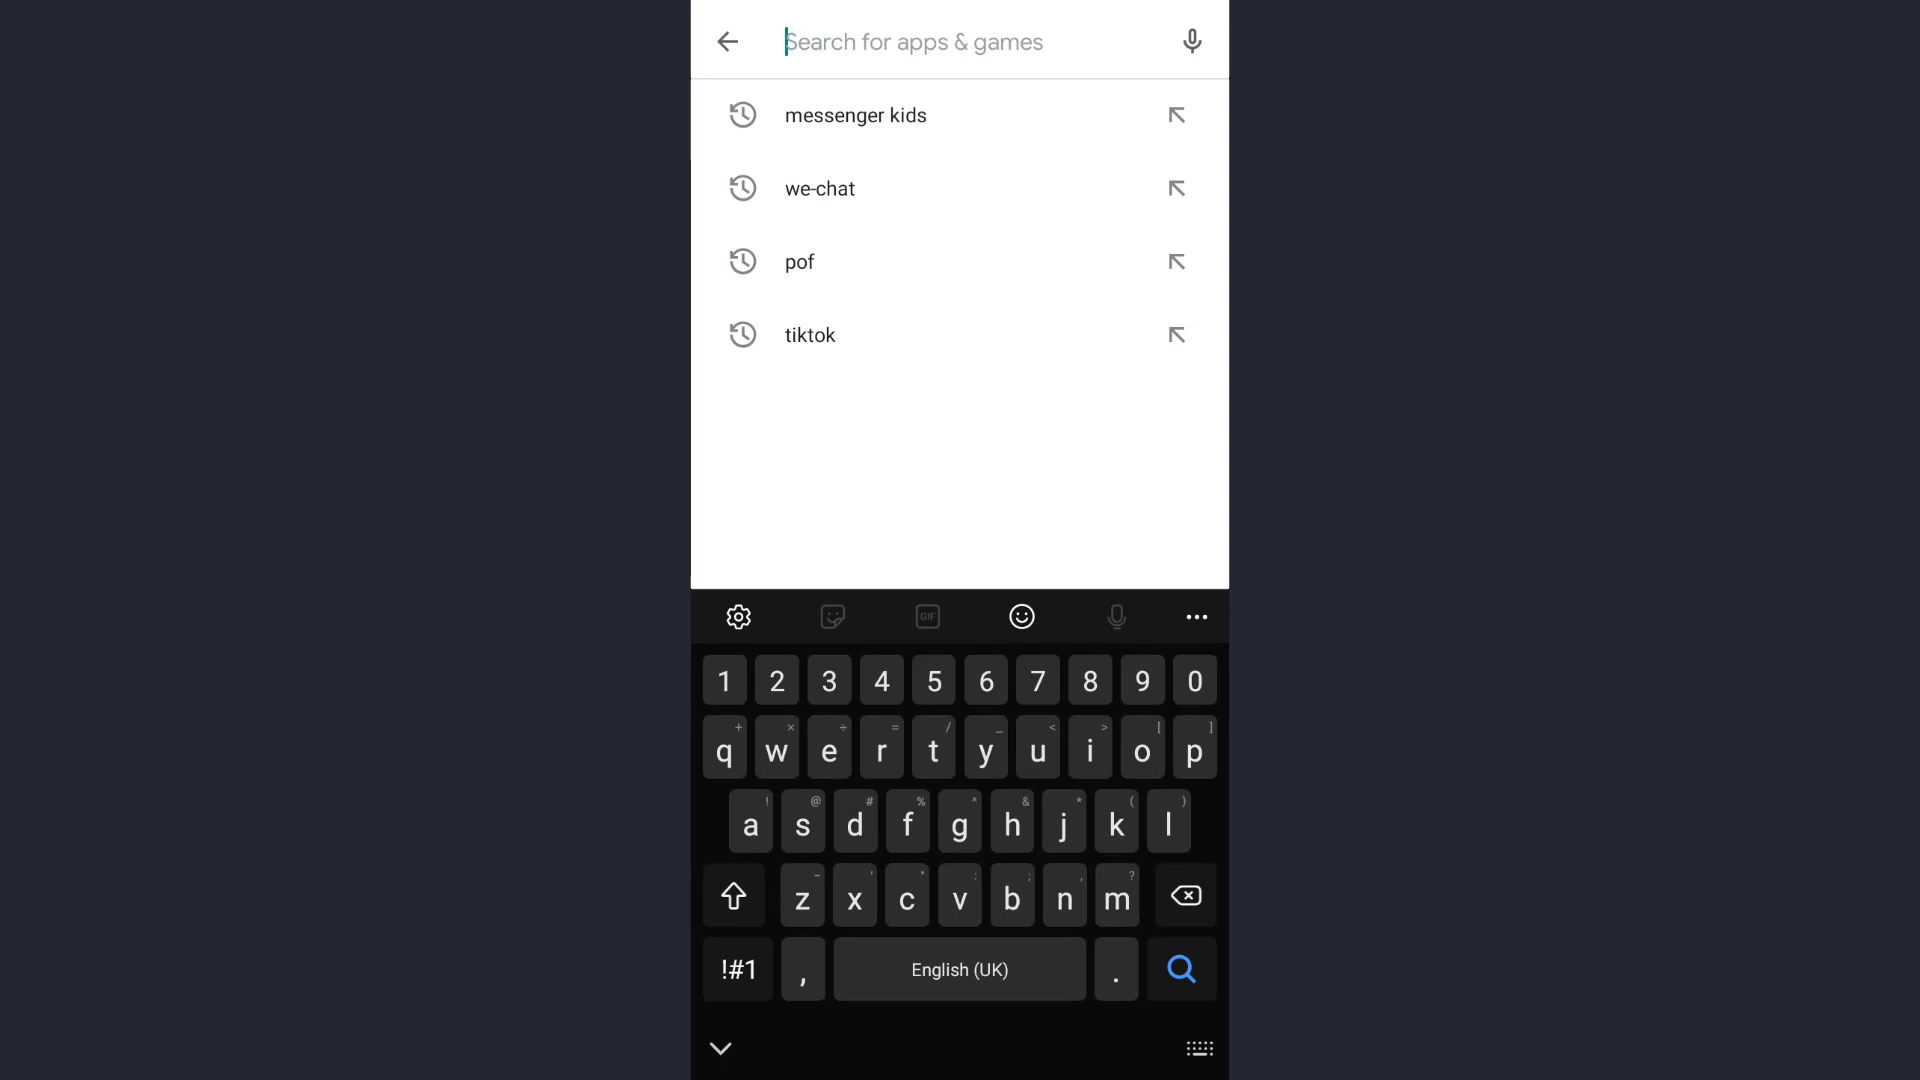 Search for apps & games
messenger kids
we-chat
pof
tiktok
GIF
1 2 3 4 5 6 7 8 9 0
+ × ÷ = / _ < > [ ]
q w e r t y u i o p
! @ # % ^ & * ( )
a s d f g h j k l
- ' " : ; , ?
z x c v b n m
!#1 , English (UK) .